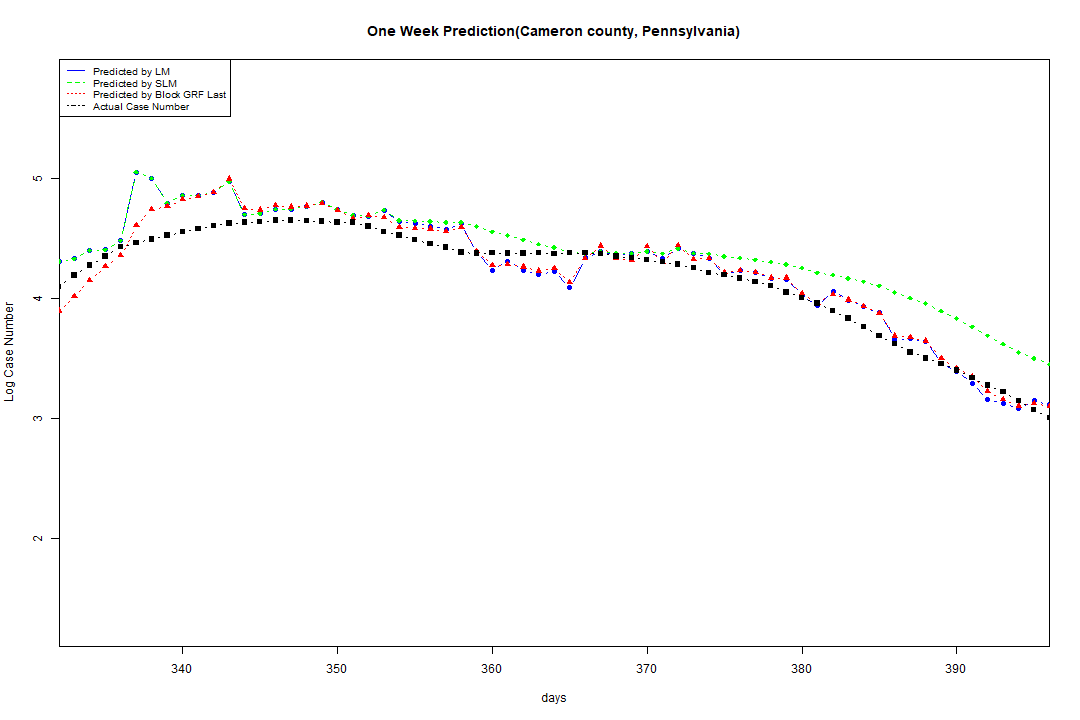 One Week Prediction(Cameron county, Pennsylvania)
Predicted by LM
Predicted by SLM
Predicted by Block GRF Last
Actual Case Number
Log Case Number
5
4
3
2
340 350 360 370 380 390
days